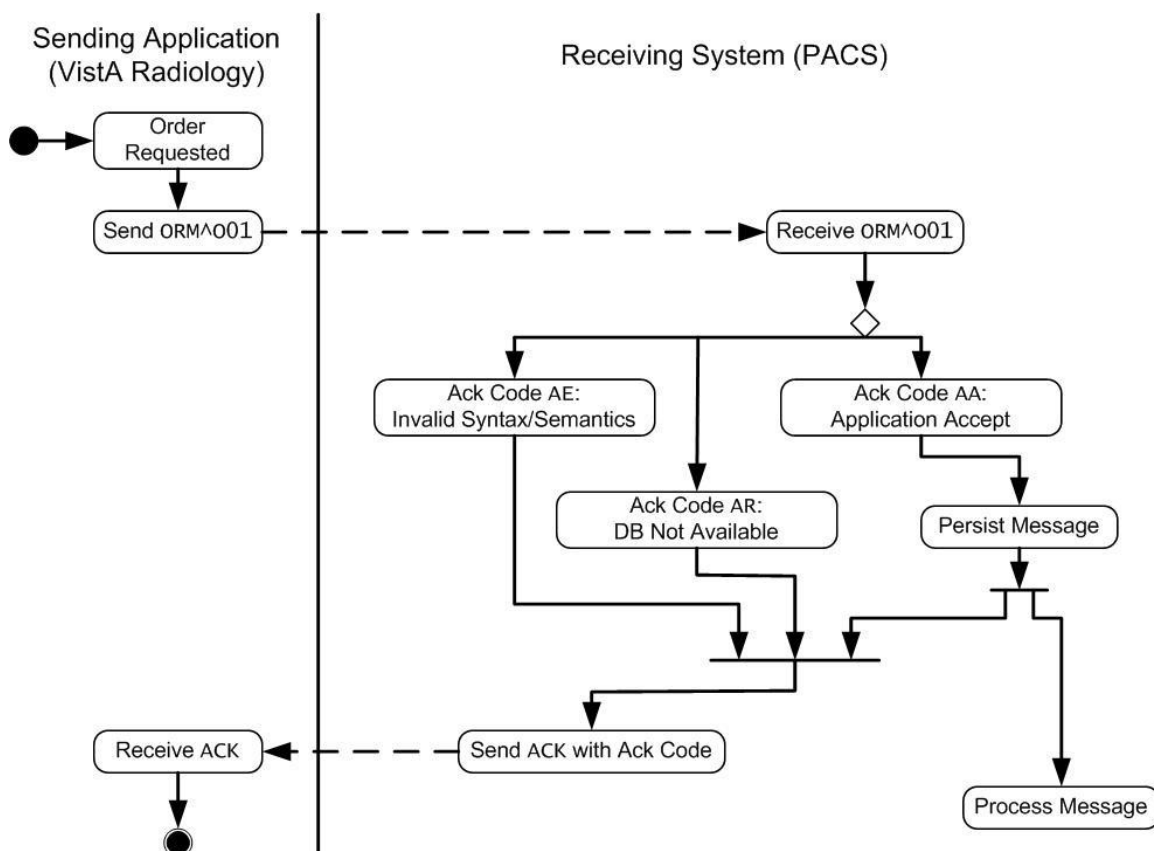 Sending Application
(VistA Radiology)
Receiving System (PACS)
Order
Requested
Send ORM^O01
Receive ORM^O01
Ack Code AE:
Invalid Syntax/Semantics
Ack Code AA:
Application Accept
Ack Code AR:
DB Not Available
Persist Message
Receive ACK
Send ACK with Ack Code
Process Message